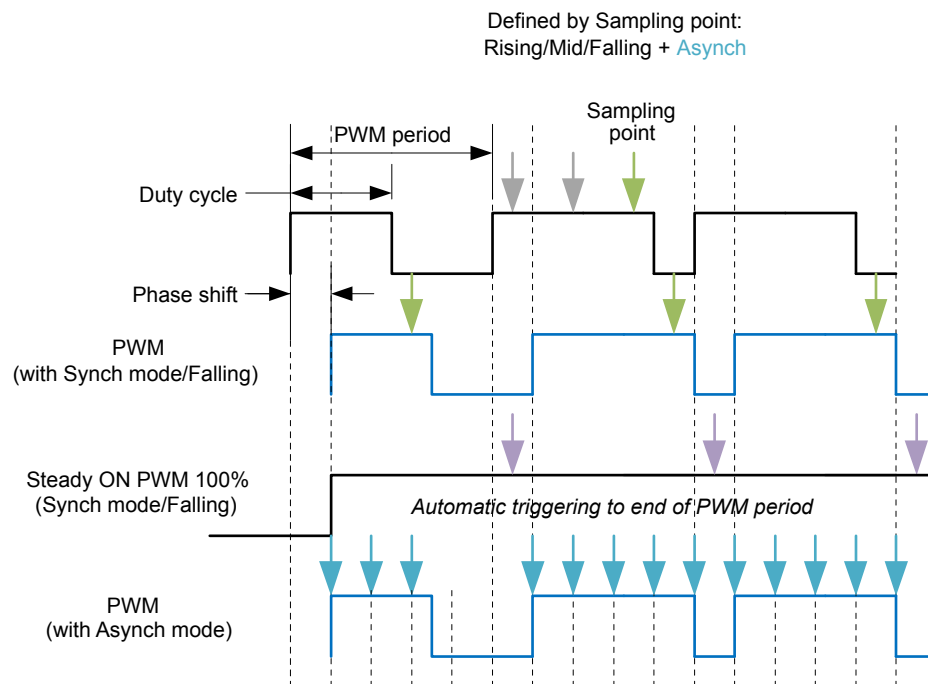 Defined by Sampling point:
Rising/Mid/Falling + Asynch
Sampling
point
PWM period
Duty cycle
Phase shift
PWM
(with Synch mode/Falling)
Steady ON PWM 100%
(Synch mode/Falling)
Automatic triggering to end of PWM period
PWM
(with Asynch mode)